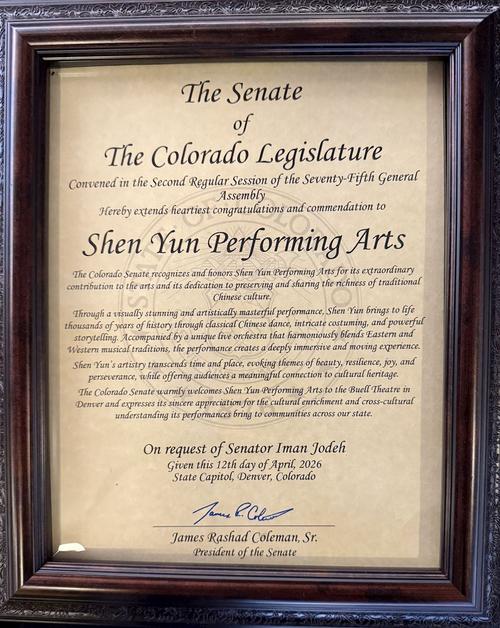 The Senate
of
The Colorado Legislature
Convened in the Second Regular Session of the Seventy-Fifth General
Assembly
Hereby extends heartiest congratulations and commendation to
Shen Yun Performing Arts
The Colorado Senate recognizes and honors Shen Yun Performing Arts for its extraordinary
contribution to the arts and its dedication to preserving and sharing the richness of traditional
Chinese culture.
Through a visually stunning and artistically masterful performance, Shen Yun brings to life
thousands of years of history through classical Chinese dance, intricate costuming, and powerful
storytelling. Accompanied by a unique live orchestra that harmoniously blends Eastern and
Western musical traditions, the performance creates a deeply immersive and moving experience.
Shen Yun's artistry transcends time and place, evoking themes of beauty, resilience, joy, and
perseverance, while offering audiences a meaningful connection to cultural heritage.
The Colorado Senate warmly welcomes Shen Yun Performing Arts to the Buell Theatre in
Denver and expresses its sincere appreciation for the cultural enrichment and cross-cultural
understanding its performances bring to communities across our state.
On request of Senator Iman Jodeh
Given this 12th day of April, 2026
State Capitol, Denver, Colorado
James Rashad Coleman, Sr.
President of the Senate